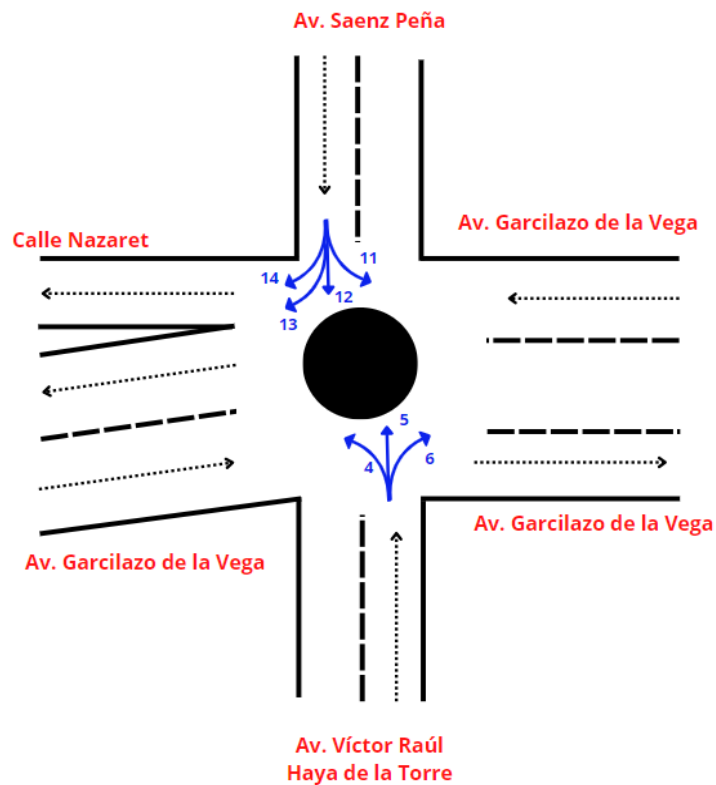 Av. Saenz Peña
Av. Garcilazo de la Vega
Calle Nazaret
11
14
12
13
5
4
6
Av. Garcilazo de la Vega
Av. Garcilazo de la Vega
Av. Víctor Raúl
Haya de la Torre